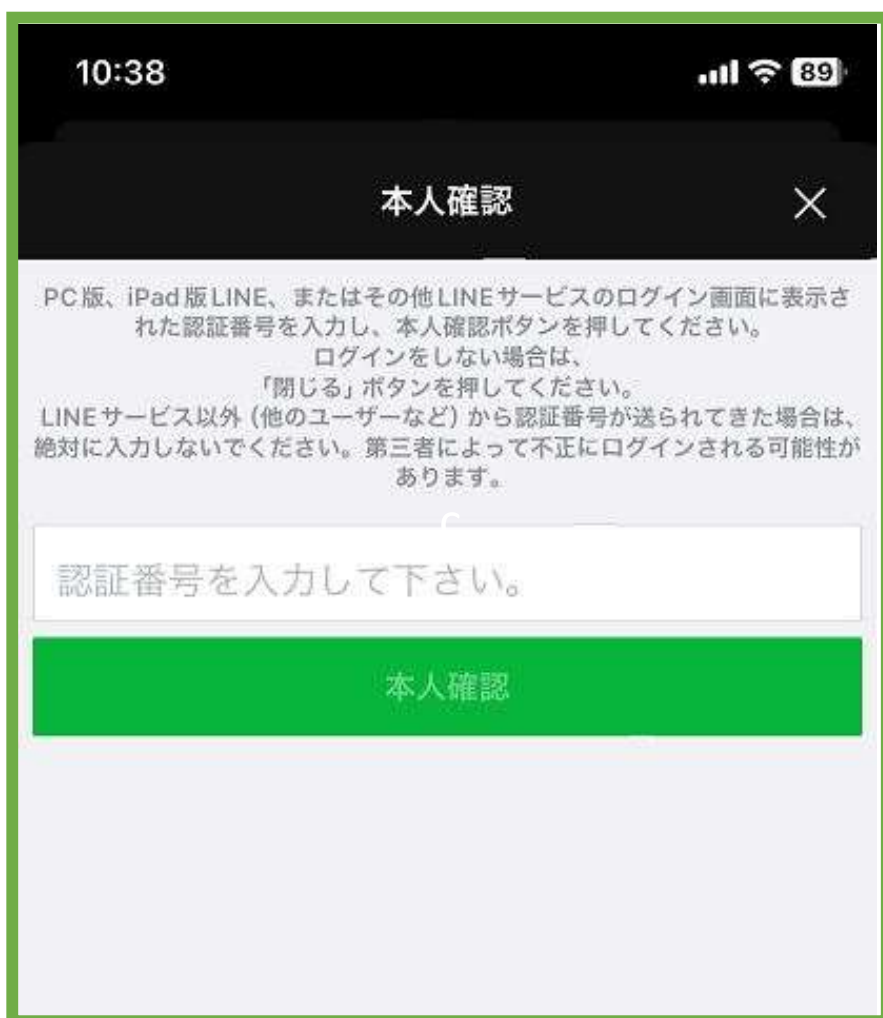 10:38
89
本人確認
PC版、iPad版LINE、またはその他LINEサービスのログイン画面に表示さ
れた認証番号を入力し、本人確認ボタンを押してください。
ログインをしない場合は、
「閉じる」ボタンを押してください。
LINEサービス以外（他のユーザーなど）から認証番号が送られてきた場合は、
絶対に入力しないでください。第三者によって不正にログインされる可能性が
あります。
認証番号を入力して下さい。
本人確認